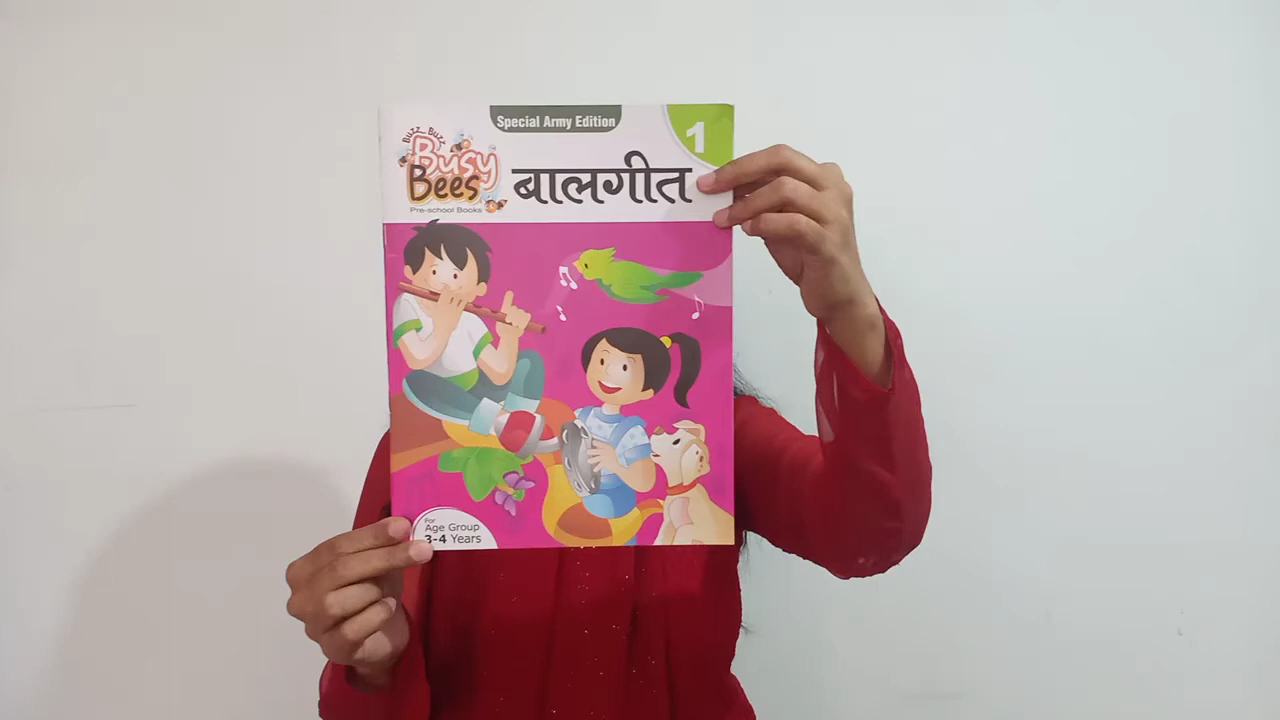 Special Army Edition
1
Buzz Buzz
Busy
Bees
Pre-school Books
बालगीत
For
Age Group
3-4 Years